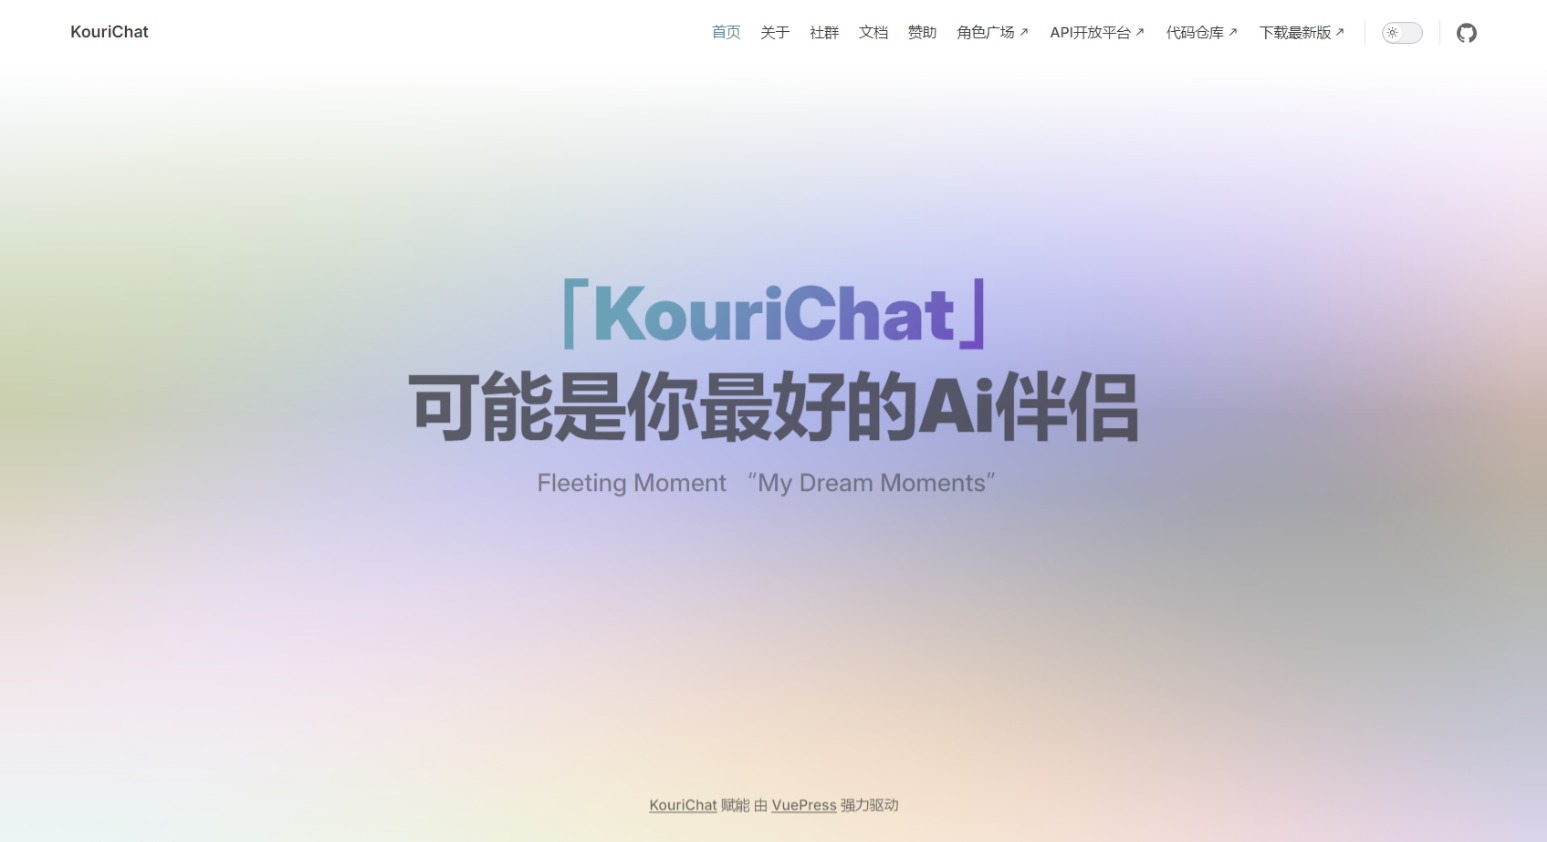 KouriChat 首页 关于 社群 文档 赞助 角色广场 ↗ API开放平台 ↗ 代码仓库 ↗ 下载最新版 ↗
「KouriChat」
可能是你最好的Ai伴侣
Fleeting Moment “My Dream Moments”
KouriChat 赋能 由 VuePress 强力驱动